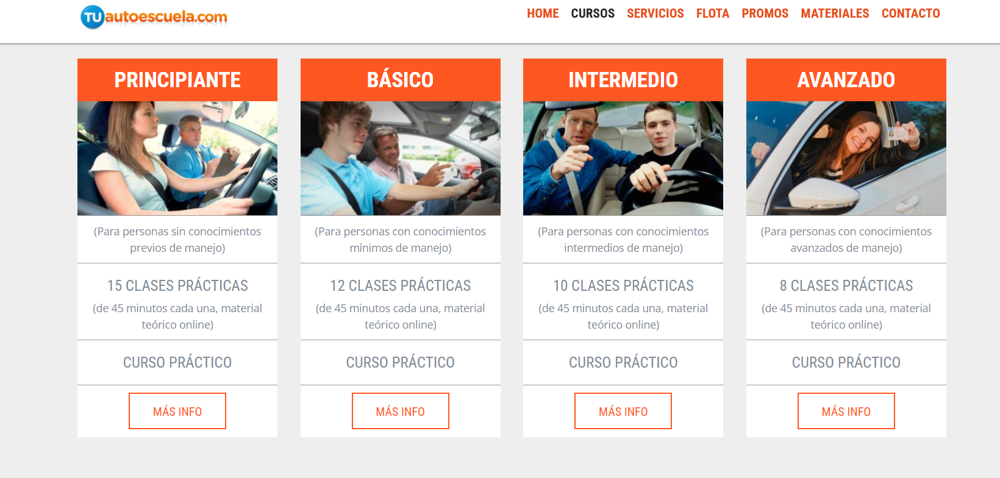 TUautoescuela.com
HOME CURSOS SERVICIOS FLOTA PROMOS MATERIALES CONTACTO
PRINCIPIANTE
(Para personas sin conocimientos
previos de manejo)
15 CLASES PRÁCTICAS
(de 45 minutos cada una, material
teórico online)
CURSO PRÁCTICO
MÁS INFO
BÁSICO
(Para personas con conocimientos
mínimos de manejo)
12 CLASES PRÁCTICAS
(de 45 minutos cada una, material
teórico online)
CURSO PRÁCTICO
MÁS INFO
INTERMEDIO
(Para personas con conocimientos
intermedios de manejo)
10 CLASES PRÁCTICAS
(de 45 minutos cada una, material
teórico online)
CURSO PRÁCTICO
MÁS INFO
AVANZADO
(Para personas con conocimientos
avanzados de manejo)
8 CLASES PRÁCTICAS
(de 45 minutos cada una, material
teórico online)
CURSO PRÁCTICO
MÁS INFO